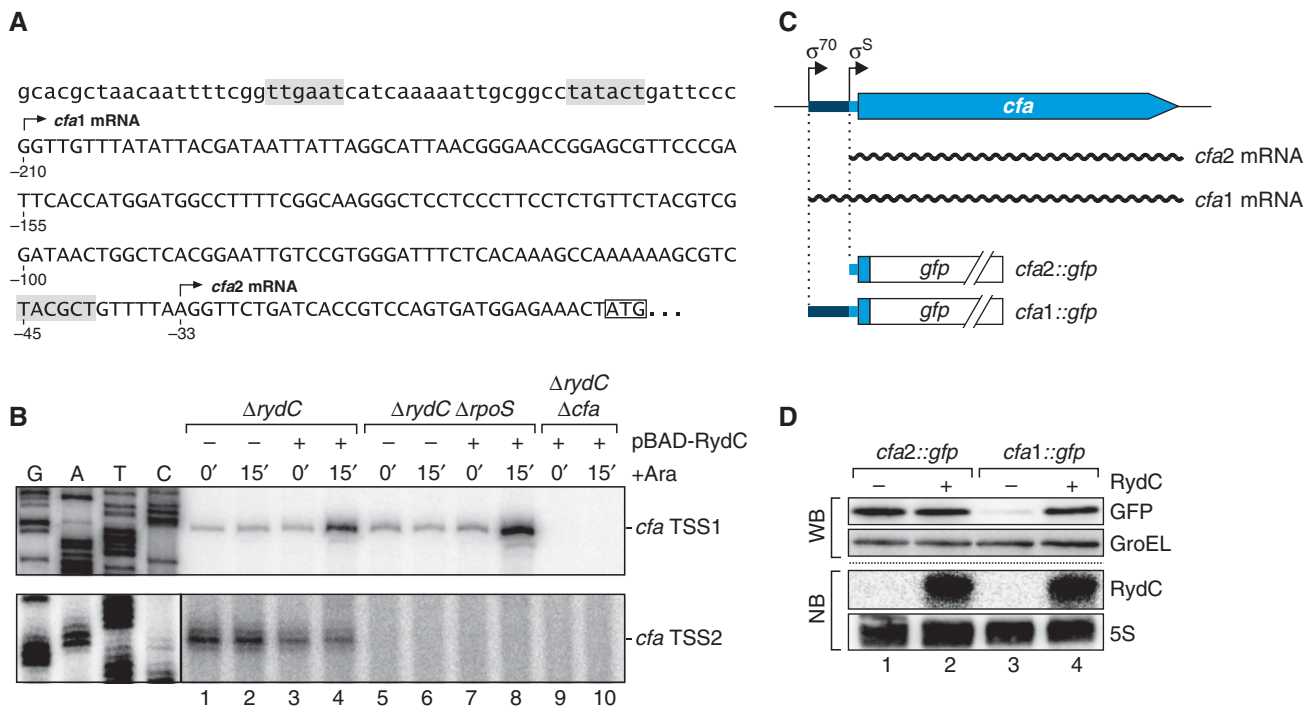 A
gcacgctaacaattttcggttgaatcatcaaaaattgcggcctatactgattccc
cfa1 mRNA
GGTTGTTTATATTACGATAATTATTAGGCATTAACGGGAACCGGAGCGTTCCCGA
–210
TTCACCATGGATGGCCTTTTCGGCAAGGGCTCCTCCCTTCCTCTGTTCTACGTCG
–155
GATAACTGGCTCACGGAATTGTCCGTGGGATTTCTCACAAAGCCAAAAAAGCGTC
–100
cfa2 mRNA
TACGCTGTTTTAAGGTTCTGATCACCGTCCAGTGATGGAGAAACTATG...
–45 –33
B
ΔrydC ΔrydC ΔrpoS ΔrydC Δcfa
– – + + – – + + + + pBAD-RydC
G A T C 0′ 15′ 0′ 15′ 0′ 15′ 0′ 15′ 0′ 15′ +Ara
cfa TSS1
cfa TSS2
1 2 3 4 5 6 7 8 9 10
C
σ70 σS
cfa
cfa2 mRNA
cfa1 mRNA
gfp cfa2::gfp
gfp cfa1::gfp
D
cfa2::gfp cfa1::gfp
– + – + RydC
WB
GFP
GroEL
NB
RydC
5S
1 2 3 4